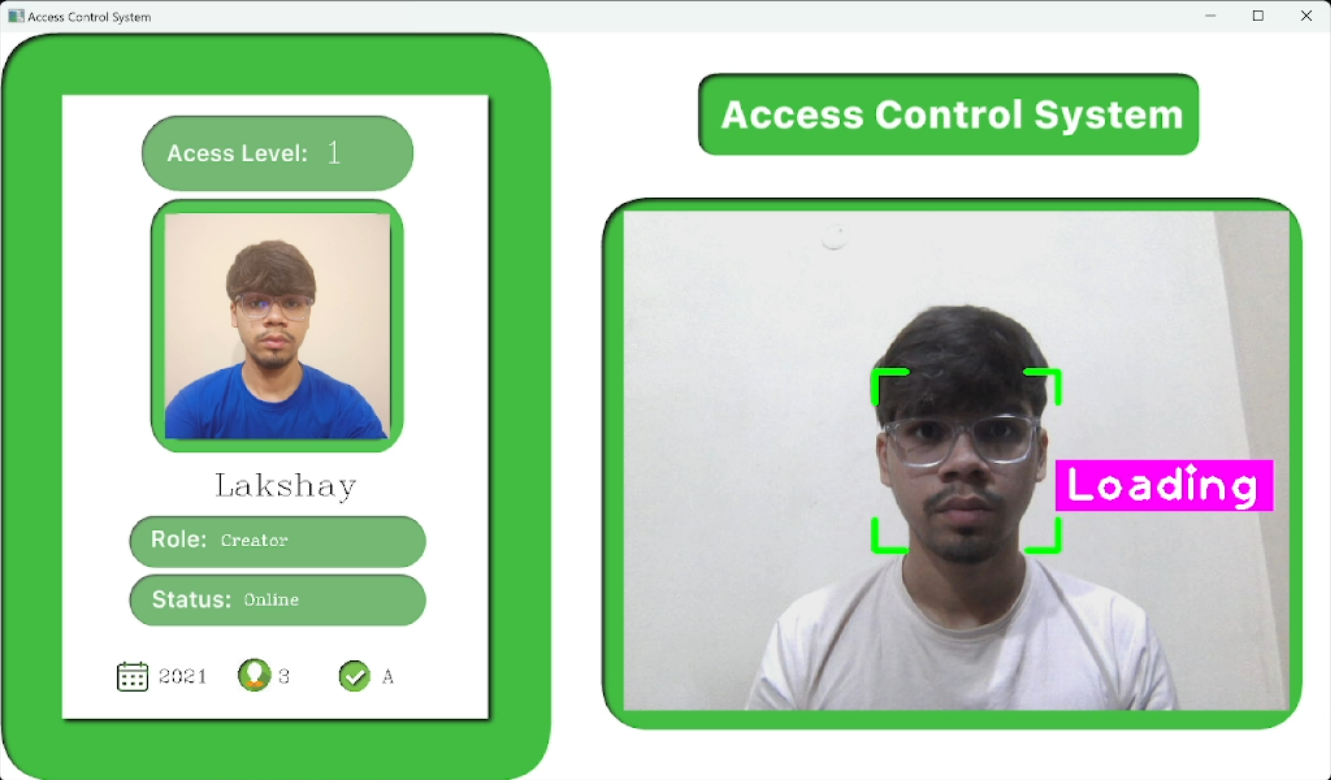 Access Control System
Acess Level: 1
Lakshay
Role: Creator
Status: Online
2021 3 A
Access Control System
Loading